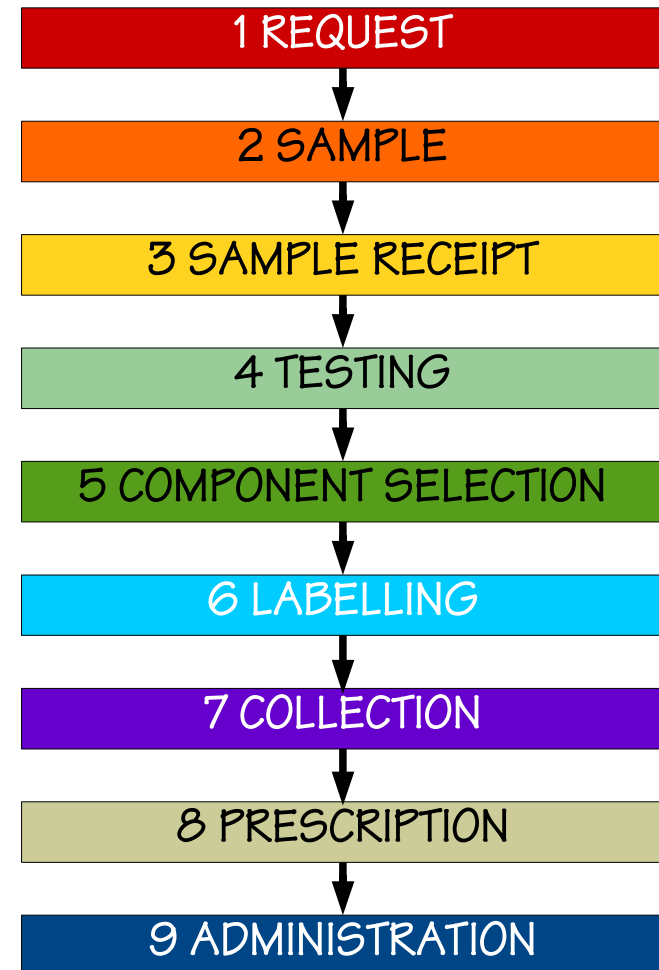 1 REQUEST
2 SAMPLE
3 SAMPLE RECEIPT
4 TESTING
5 COMPONENT SELECTION
6 LABELLING
7 COLLECTION
8 PRESCRIPTION
9 ADMINISTRATION